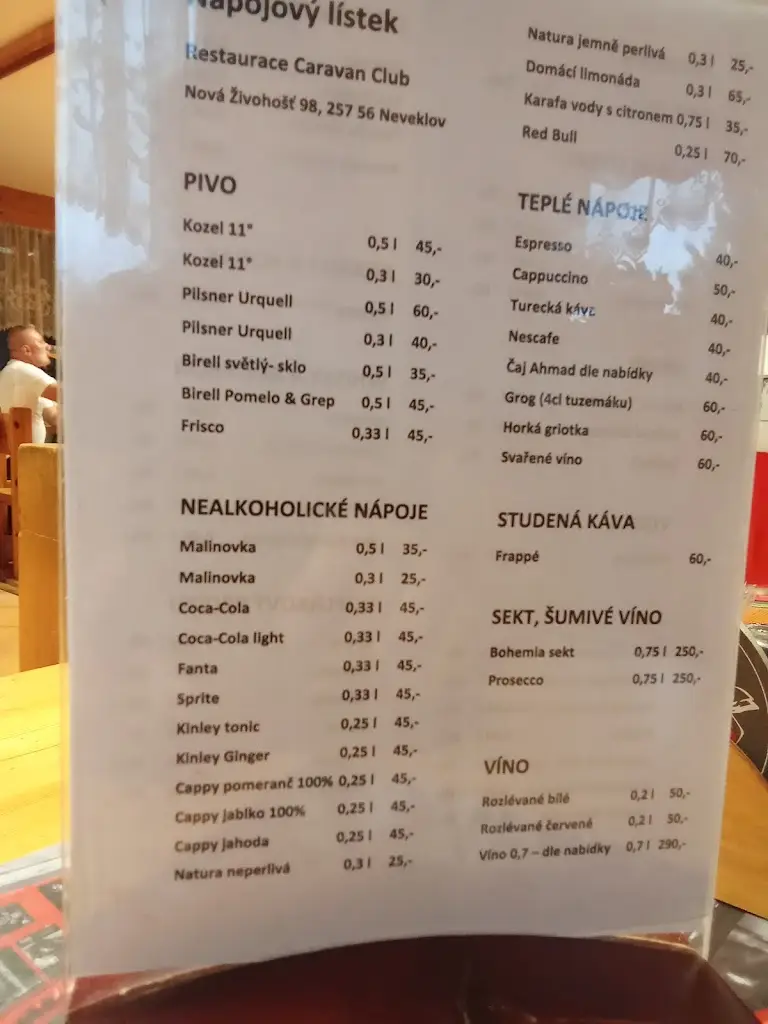 Nápojový lístek
Restaurace Caravan Club
Nová Živohošť 98, 257 56 Neveklov
PIVO
Kozel 11° 0,5 l 45,-
Kozel 11° 0,3 l 30,-
Pilsner Urquell 0,5 l 60,-
Pilsner Urquell 0,3 l 40,-
Birell světlý- sklo 0,5 l 35,-
Birell Pomelo & Grep 0,5 l 45,-
Frisco 0,33 l 45,-
NEALKOHOLICKÉ NÁPOJE
Malinovka 0,5 l 35,-
Malinovka 0,3 l 25,-
Coca-Cola 0,33 l 45,-
Coca-Cola light 0,33 l 45,-
Fanta 0,33 l 45,-
Sprite 0,33 l 45,-
Kinley tonic 0,25 l 45,-
Kinley Ginger 0,25 l 45,-
Cappy pomeranč 100% 0,25 l 45,-
Cappy jablko 100% 0,25 l 45,-
Cappy jahoda 0,25 l 45,-
Natura neperlivá 0,3 l 25,-
Natura jemně perlivá 0,3 l 25,-
Domácí limonáda 0,3 l 65,-
Karafa vody s citronem 0,75 l 35,-
Red Bull 0,25 l 70,-
TEPLÉ NÁPOJE
Espresso 40,-
Cappuccino 50,-
Turecká káva 40,-
Nescafe 40,-
Čaj Ahmad dle nabídky 40,-
Grog (4cl tuzemáku) 60,-
Horká griotka 60,-
Svařené víno 60,-
STUDENÁ KÁVA
Frappé 60,-
SEKT, ŠUMIVÉ VÍNO
Bohemia sekt 0,75 l 250,-
Prosecco 0,75 l 250,-
VÍNO
Rozlévané bílé 0,2 l 50,-
Rozlévané červené 0,2 l 50,-
Víno 0,7 – dle nabídky 0,7 l 290,-